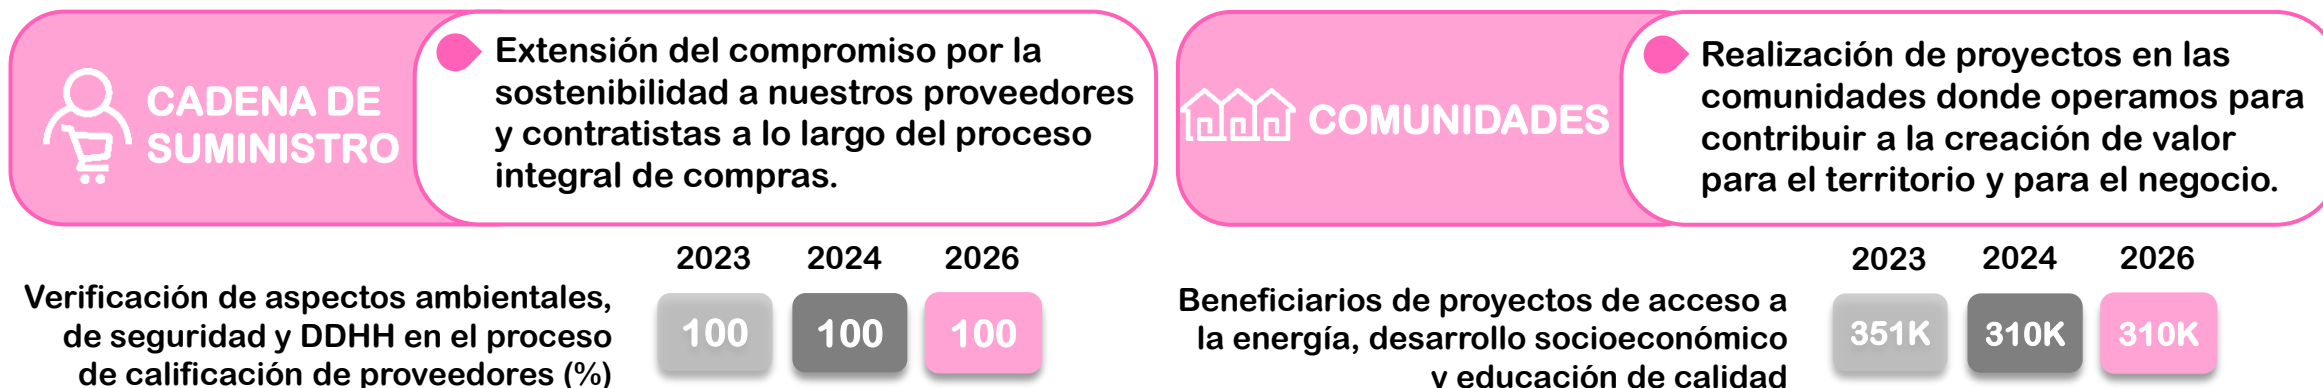 CADENA DE
SUMINISTRO
Extensión del compromiso por la
sostenibilidad a nuestros proveedores
y contratistas a lo largo del proceso
integral de compras.
2023 2024 2026
Verificación de aspectos ambientales,
de seguridad y DDHH en el proceso
de calificación de proveedores (%)
100 100 100
COMUNIDADES
Realización de proyectos en las
comunidades donde operamos para
contribuir a la creación de valor
para el territorio y para el negocio.
2023 2024 2026
Beneficiarios de proyectos de acceso a
la energía, desarrollo socioeconómico
y educación de calidad
351K 310K 310K